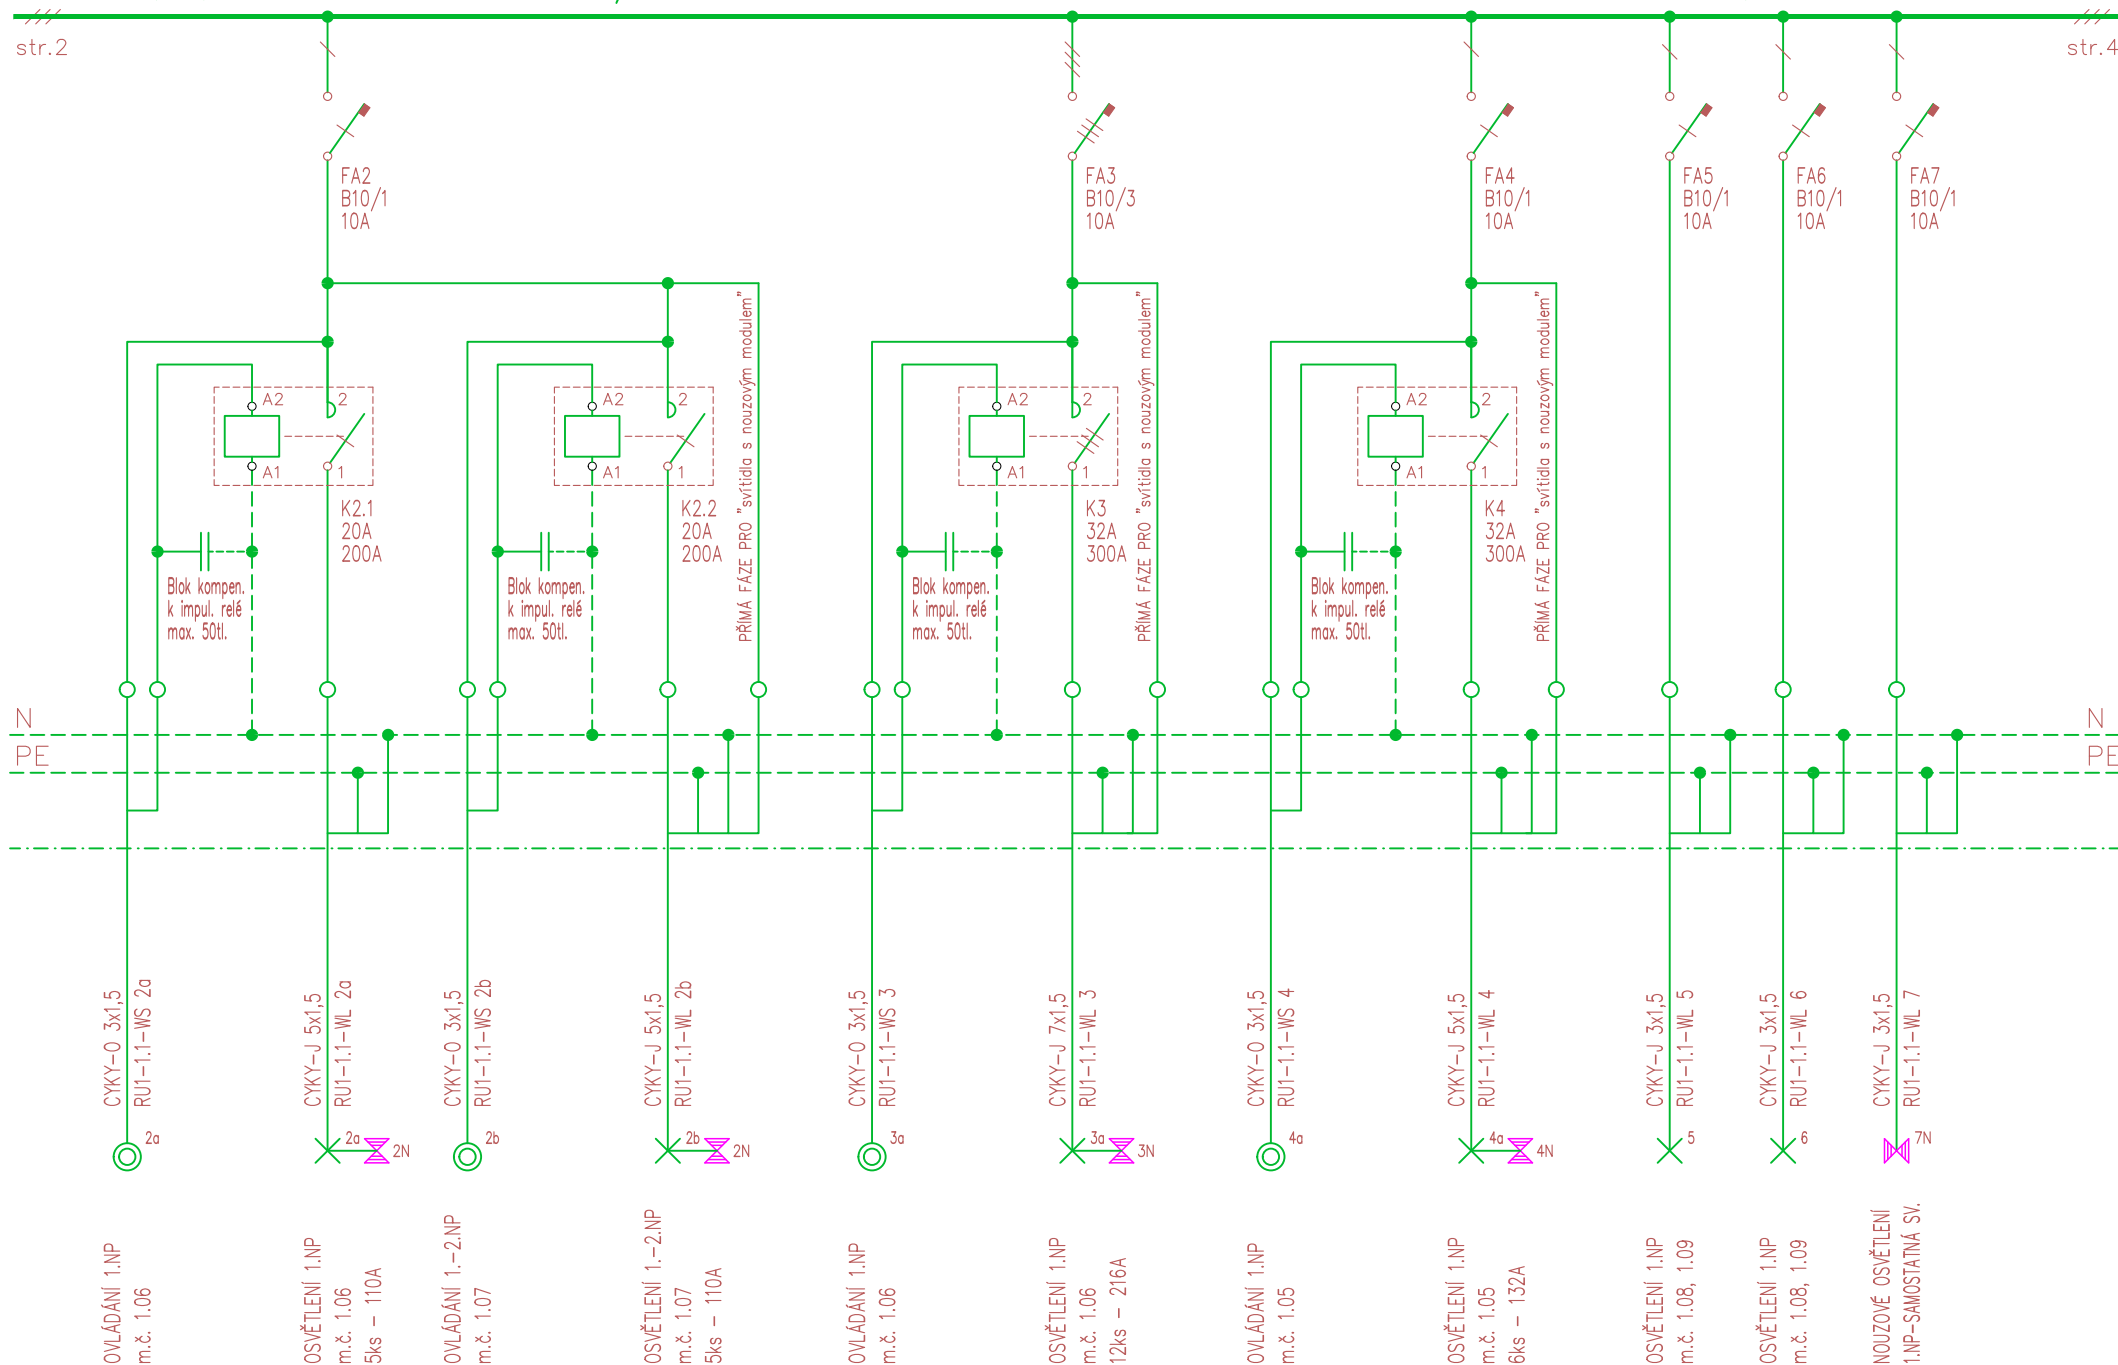 str.2
str.4
FA2
B10/1
10A
FA3
B10/3
10A
FA4
B10/1
10A
FA5
B10/1
10A
FA6
B10/1
10A
FA7
B10/1
10A
A2
2
A1
1
K2.1
20A
200A
Blok kompen.
k impul. relé
max. 50tl.
A2
2
A1
1
K2.2
20A
200A
Blok kompen.
k impul. relé
max. 50tl.
PŘÍMÁ FÁZE PRO "svítidla s nouzovým modulem"
A2
2
A1
1
K3
32A
300A
Blok kompen.
k impul. relé
max. 50tl.
PŘÍMÁ FÁZE PRO "svítidla s nouzovým modulem"
A2
2
A1
1
K4
32A
300A
Blok kompen.
k impul. relé
max. 50tl.
PŘÍMÁ FÁZE PRO "svítidla s nouzovým modulem"
N
N
PE
PE
CYKY-O 3x1,5
RU1-1.1-WS 2a
CYKY-J 5x1,5
RU1-1.1-WL 2a
CYKY-O 3x1,5
RU1-1.1-WS 2b
CYKY-J 5x1,5
RU1-1.1-WL 2b
CYKY-O 3x1,5
RU1-1.1-WS 3
CYKY-J 7x1,5
RU1-1.1-WL 3
CYKY-O 3x1,5
RU1-1.1-WS 4
CYKY-J 5x1,5
RU1-1.1-WL 4
CYKY-J 3x1,5
RU1-1.1-WL 5
CYKY-J 3x1,5
RU1-1.1-WL 6
CYKY-J 3x1,5
RU1-1.1-WL 7
2a
2a
2N
2b
2b
2N
3a
3a
3N
4a
4a
4N
5
6
7N
OVLÁDÁNÍ 1.NP
m.č. 1.06
OSVĚTLENÍ 1.NP
m.č. 1.06
5ks - 110A
OVLÁDÁNÍ 1.-2.NP
m.č. 1.07
OSVĚTLENÍ 1.-2.NP
m.č. 1.07
5ks - 110A
OVLÁDÁNÍ 1.NP
m.č. 1.06
OSVĚTLENÍ 1.NP
m.č. 1.06
12ks - 216A
OVLÁDÁNÍ 1.NP
m.č. 1.05
OSVĚTLENÍ 1.NP
m.č. 1.05
6ks - 132A
OSVĚTLENÍ 1.NP
m.č. 1.08, 1.09
OSVĚTLENÍ 1.NP
m.č. 1.08, 1.09
NOUZOVÉ OSVĚTLENÍ
1.NP-SAMOSTATNÁ SV.